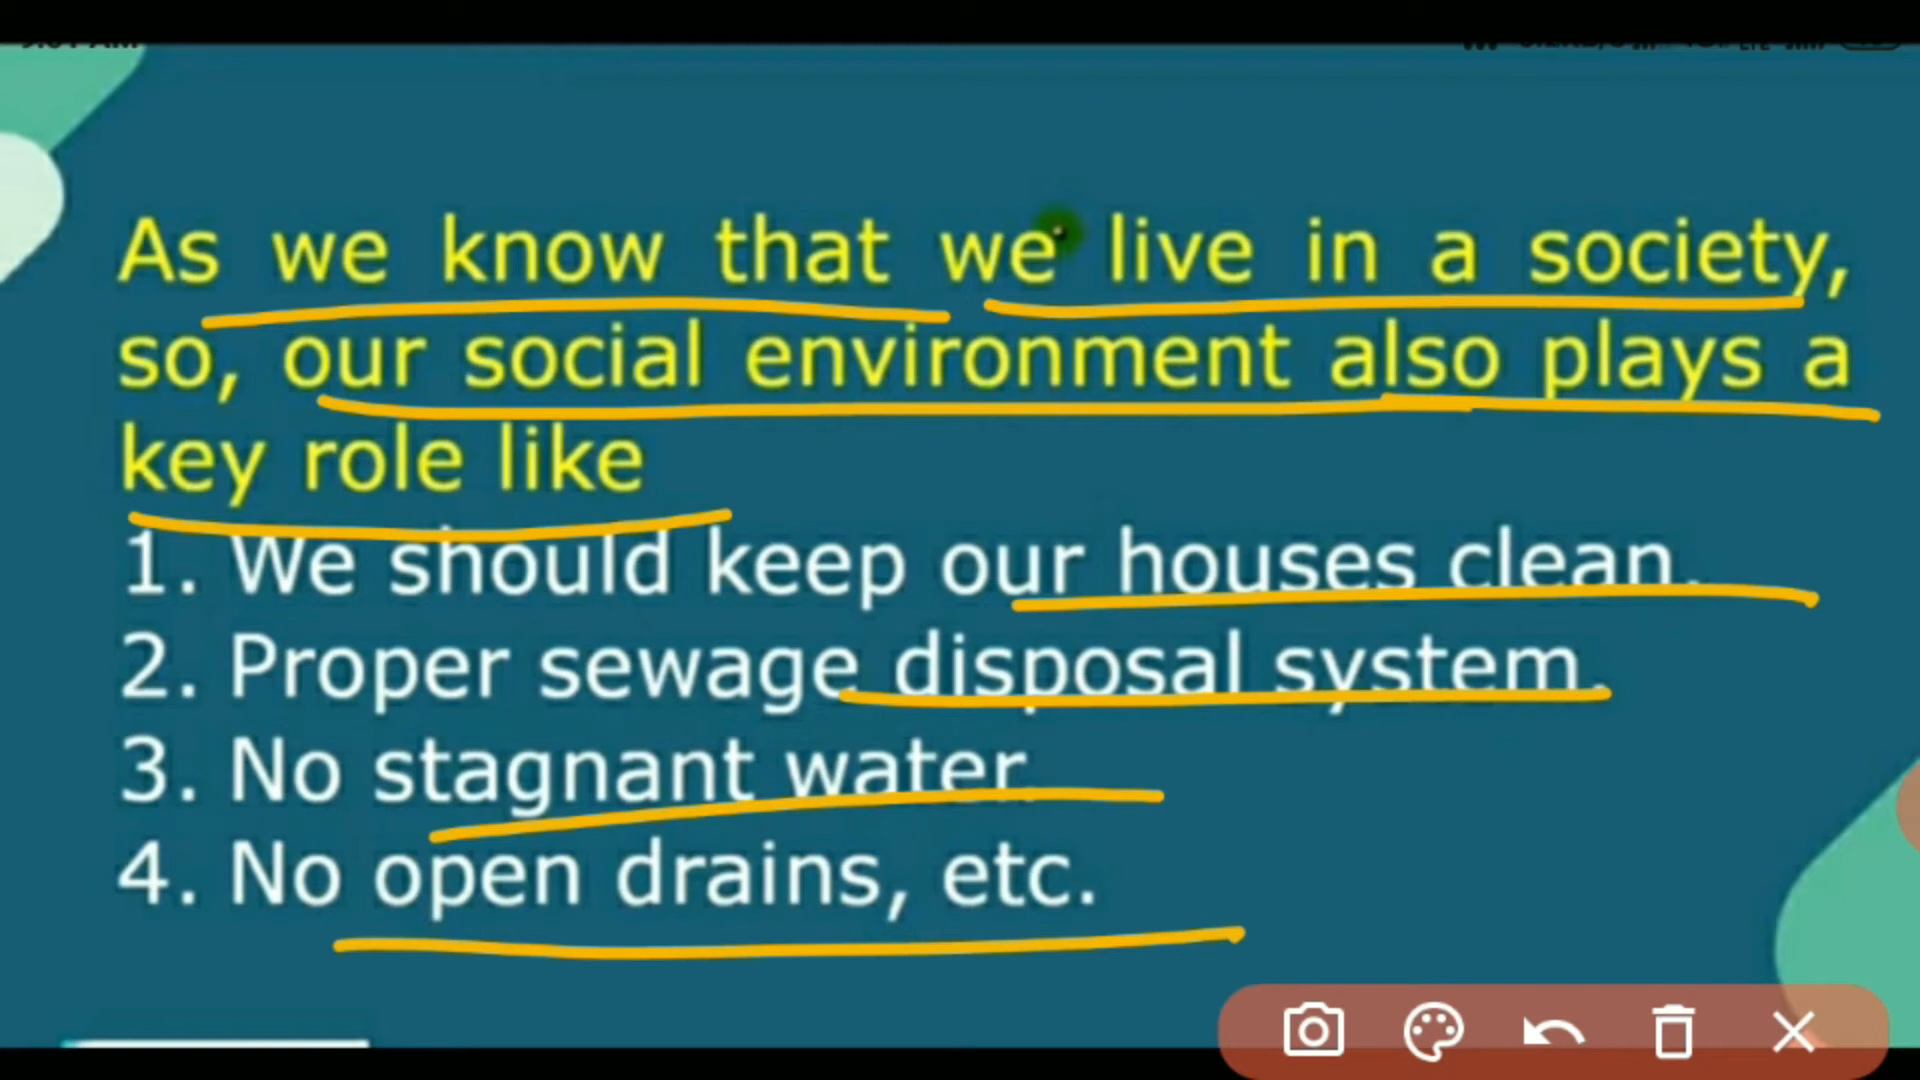 As we know that we live in a society,
so, our social environment also plays a
key role like
1. We should keep our houses clean.
2. Proper sewage disposal system.
3. No stagnant water.
4. No open drains, etc.